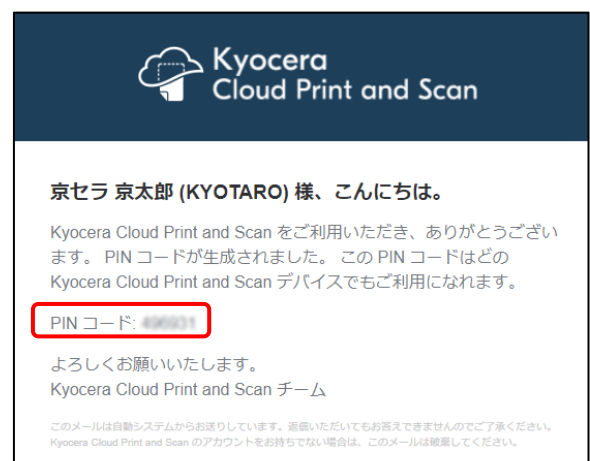 Kyocera
Cloud Print and Scan
京セラ 京太郎 (KYOTARO) 様、こんにちは。
Kyocera Cloud Print and Scan をご利用いただき、ありがとうござい
ます。 PIN コードが生成されました。 この PIN コードはどの
Kyocera Cloud Print and Scan デバイスでもご利用になれます。
PIN コード:
よろしくお願いいたします。
Kyocera Cloud Print and Scan チーム
このメールは自動システムからお送りしています。返信いただいてもお答えできませんのでご了承ください。
Kyocera Cloud Print and Scan のアカウントをお持ちでない場合は、このメールは破棄してください。